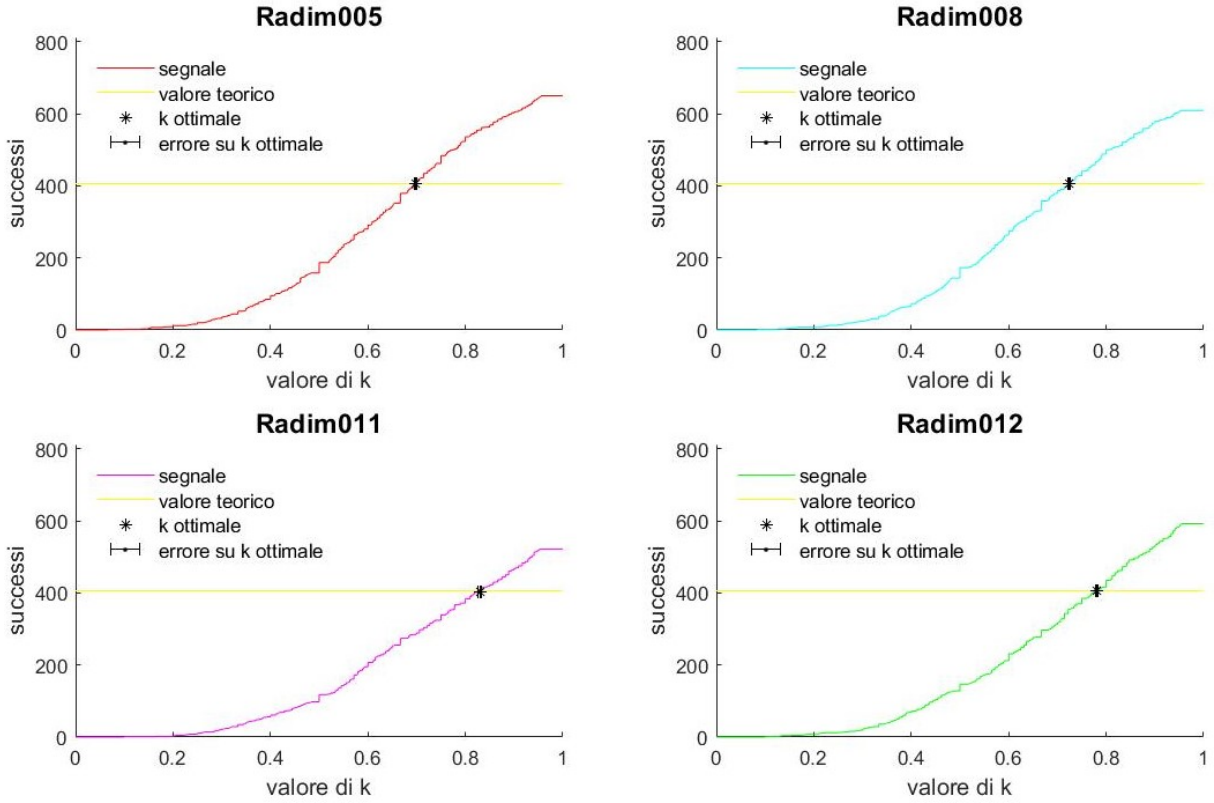 Radim005
800
600
400
200
0
successi
segnale
valore teorico
k ottimale
errore su k ottimale
0 0.2 0.4 0.6 0.8 1
valore di k
Radim008
800
600
400
200
0
successi
segnale
valore teorico
k ottimale
errore su k ottimale
0 0.2 0.4 0.6 0.8 1
valore di k
Radim011
800
600
400
200
0
successi
segnale
valore teorico
k ottimale
errore su k ottimale
0 0.2 0.4 0.6 0.8 1
valore di k
Radim012
800
600
400
200
0
successi
segnale
valore teorico
k ottimale
errore su k ottimale
0 0.2 0.4 0.6 0.8 1
valore di k